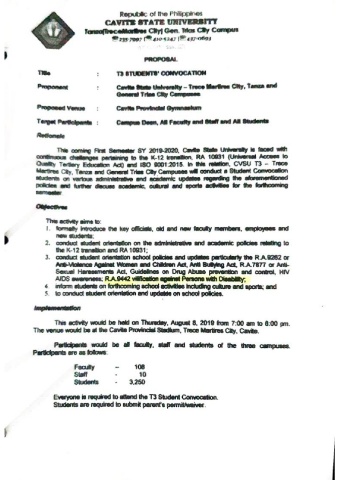 Republic of the Philippines
CAVITE STATE UNIVERSITY
Tanza(TreceMartires City) Gen. Trias City Campus
PROPOSAL
Title : T3 STUDENTS' CONVOCATION
Proponent : Cavite State University – Trece Martires City, Tanza and
General Trias City Campuses
Proposed Venue : Cavite Provincial Gymnasium
Target Participants : Campus Dean, All Faculty and Staff and All Students
Rationale
This coming First Semester SY 2019-2020, Cavite State University is faced with
continuous challenges pertaining to the K-12 transition, RA 10931 (Universal Access to
Quality Tertiary Education Act) and ISO 9001:2015. In this relation, CVSU T3 – Trece
Martires City, Tanza and General Trias City Campuses will conduct a Student Convocation
students on various administrative and academic updates regarding the aforementioned
policies and further discuss academic, cultural and sports activities for the forthcoming
semester.
Objectives
This activity aims to:
1. formally introduce the key officials, old and new faculty members, employees and
new students;
2. conduct student orientation on the administrative and academic policies relating to
the K-12 transition and RA 10931;
3. conduct student orientation school policies and updates particularly the R.A.9262 or
Anti-Violence Against Women and Children Act, Anti Bullying Act, R.A.7877 or Anti-
Sexual Harassments Act, Guidelines on Drug Abuse prevention and control, HIV
AIDS awareness; R.A.9442 vilification against Persons with Disability;
4. inform students on forthcoming school activities including culture and sports; and
5. to conduct student orientation and updates on school policies.
Implementation
This activity would be held on Thursday, August 8, 2019 from 7:00 am to 6:00 pm.
The venue would be at the Cavite Provincial Stadium, Trece Martires City, Cavite.
Participants would be all faculty, staff and students of the three campuses.
Participants are as follows:
Faculty – 108
Staff - 10
Students - 3,250
Everyone is required to attend the T3 Student Convocation.
Students are required to submit parent's permit/waiver.